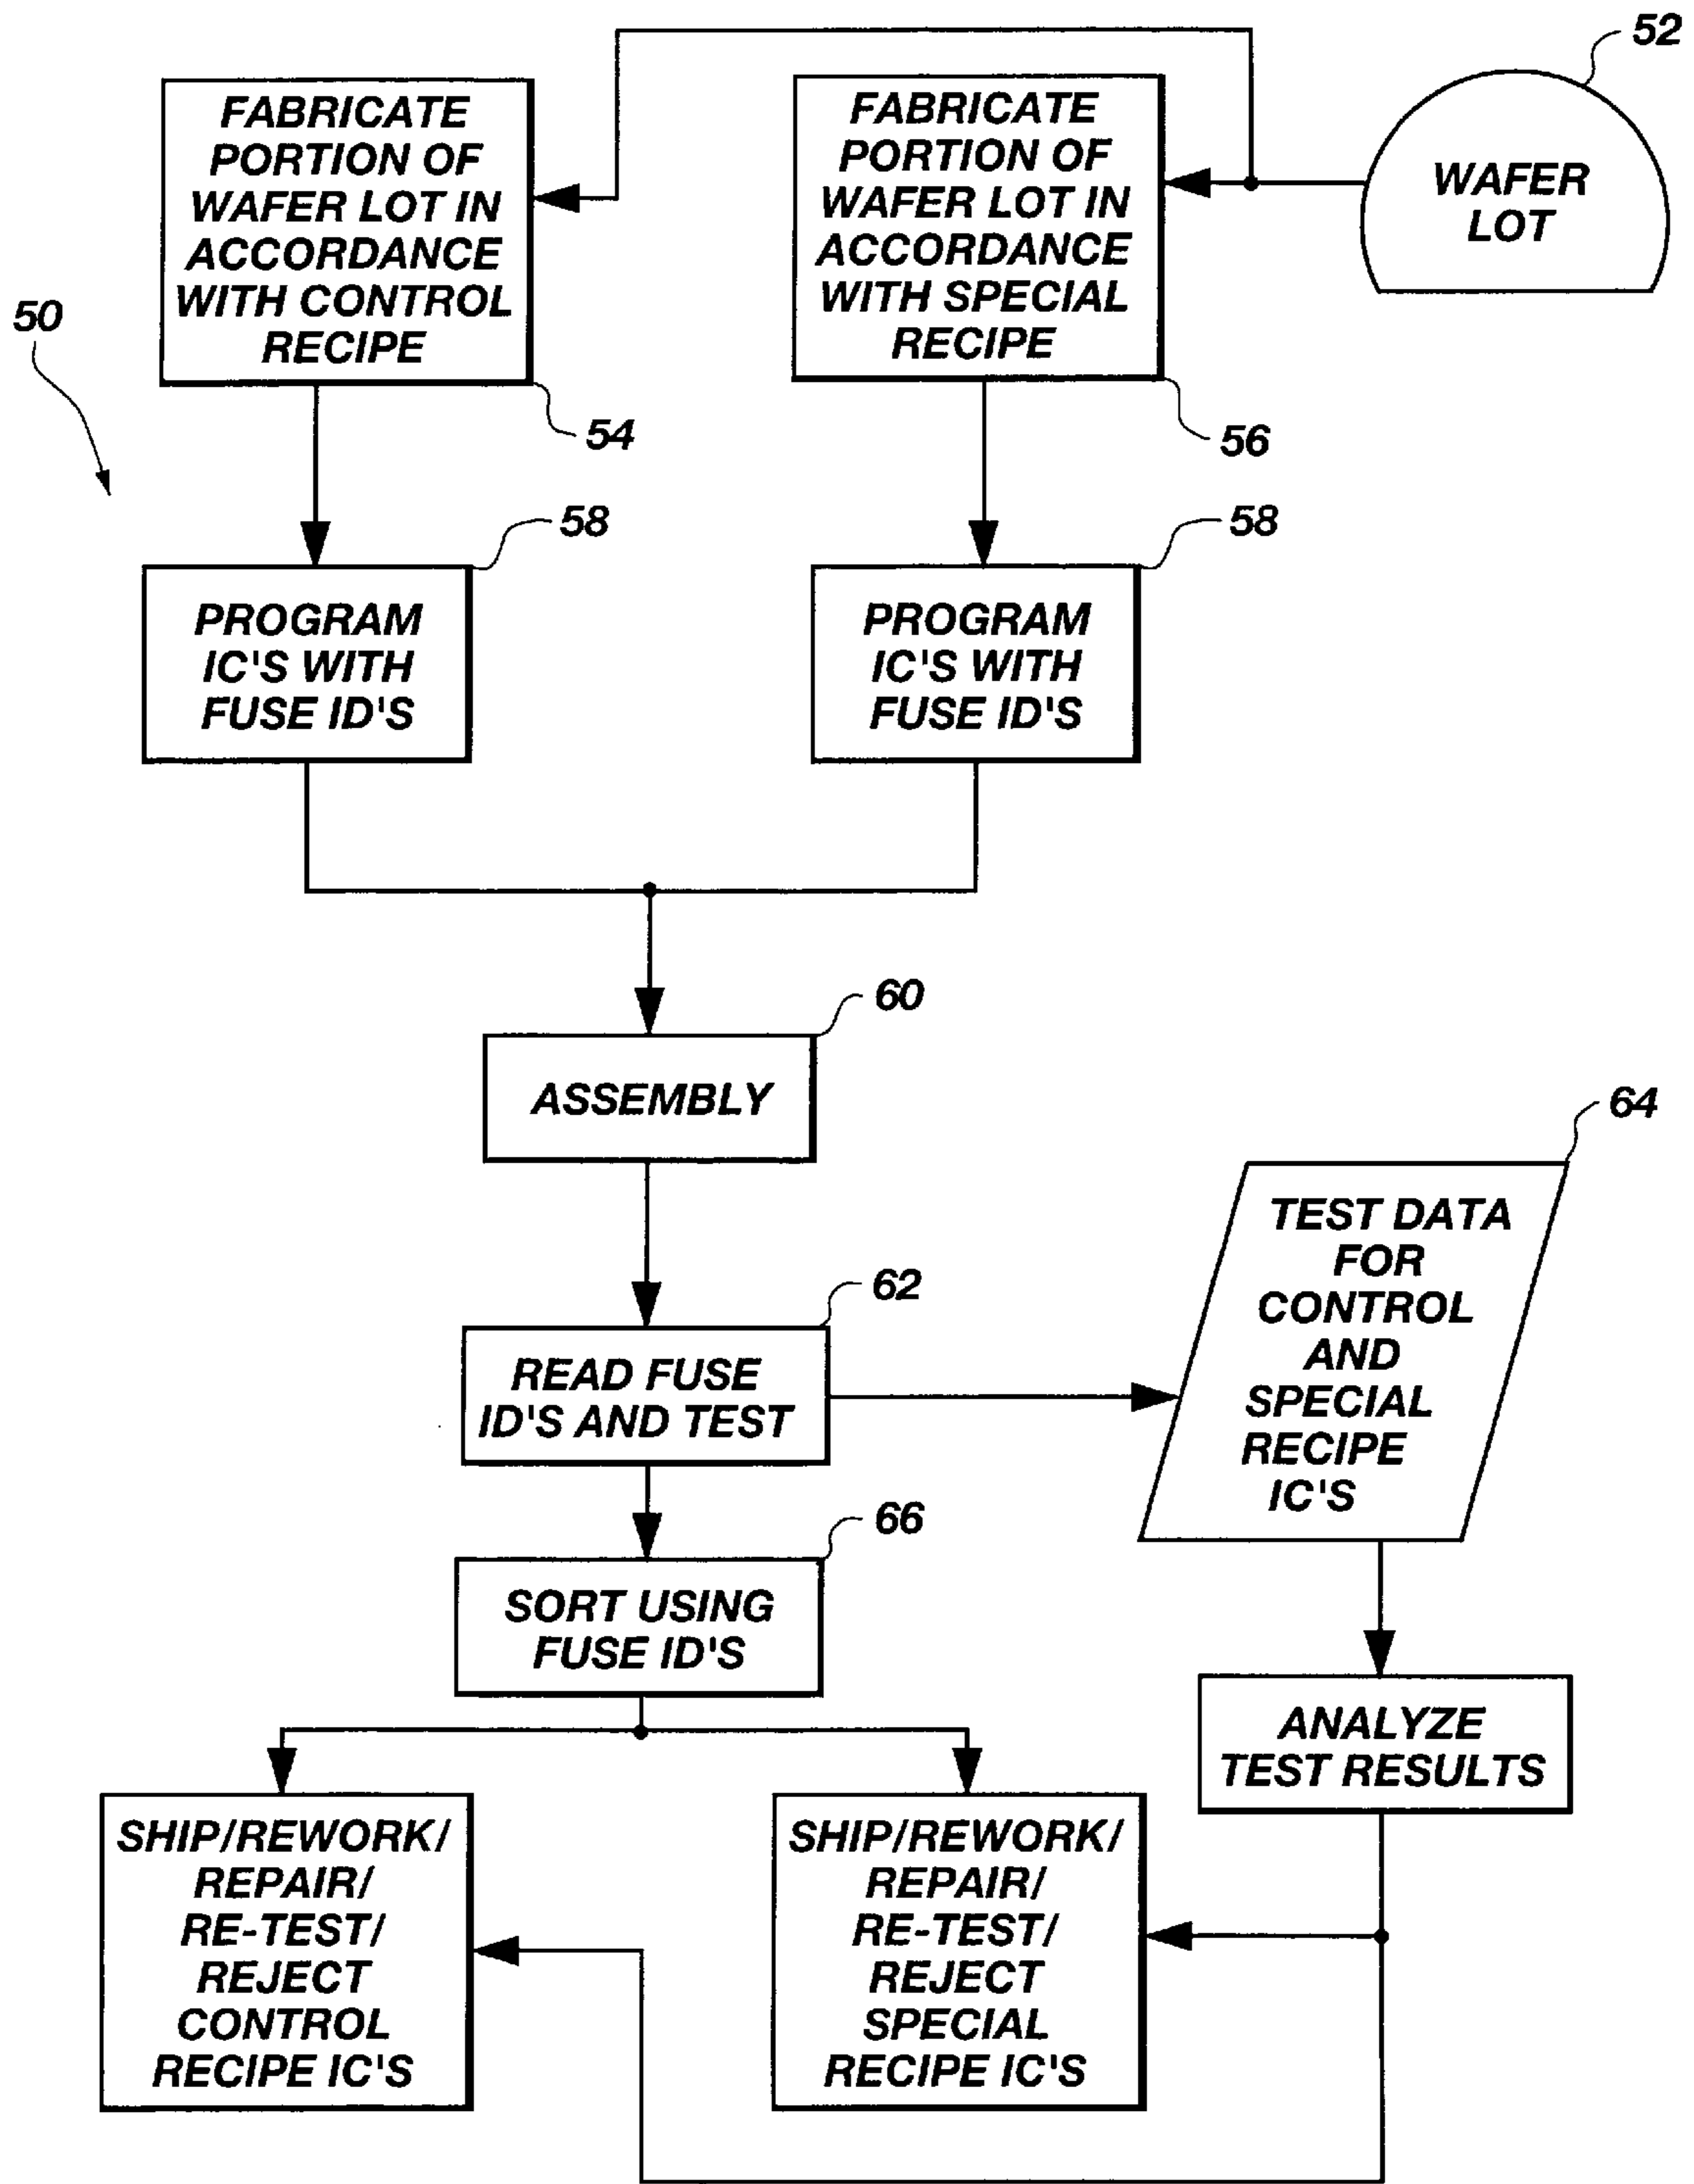 52
FABRICATE
PORTION OF
WAFER LOT IN
ACCORDANCE
WITH CONTROL
RECIPE
FABRICATE
PORTION OF
WAFER LOT IN
ACCORDANCE
WITH SPECIAL
RECIPE
WAFER
LOT
50
54
56
58
58
PROGRAM
IC'S WITH
FUSE ID'S
PROGRAM
IC'S WITH
FUSE ID'S
60
ASSEMBLY
64
TEST DATA
FOR
CONTROL
AND
SPECIAL
RECIPE
IC'S
62
READ FUSE
ID'S AND TEST
66
SORT USING
FUSE ID'S
ANALYZE
TEST RESULTS
SHIP/REWORK/
REPAIR/
RE-TEST/
REJECT
CONTROL
RECIPE IC'S
SHIP/REWORK/
REPAIR/
RE-TEST/
REJECT
SPECIAL
RECIPE IC'S